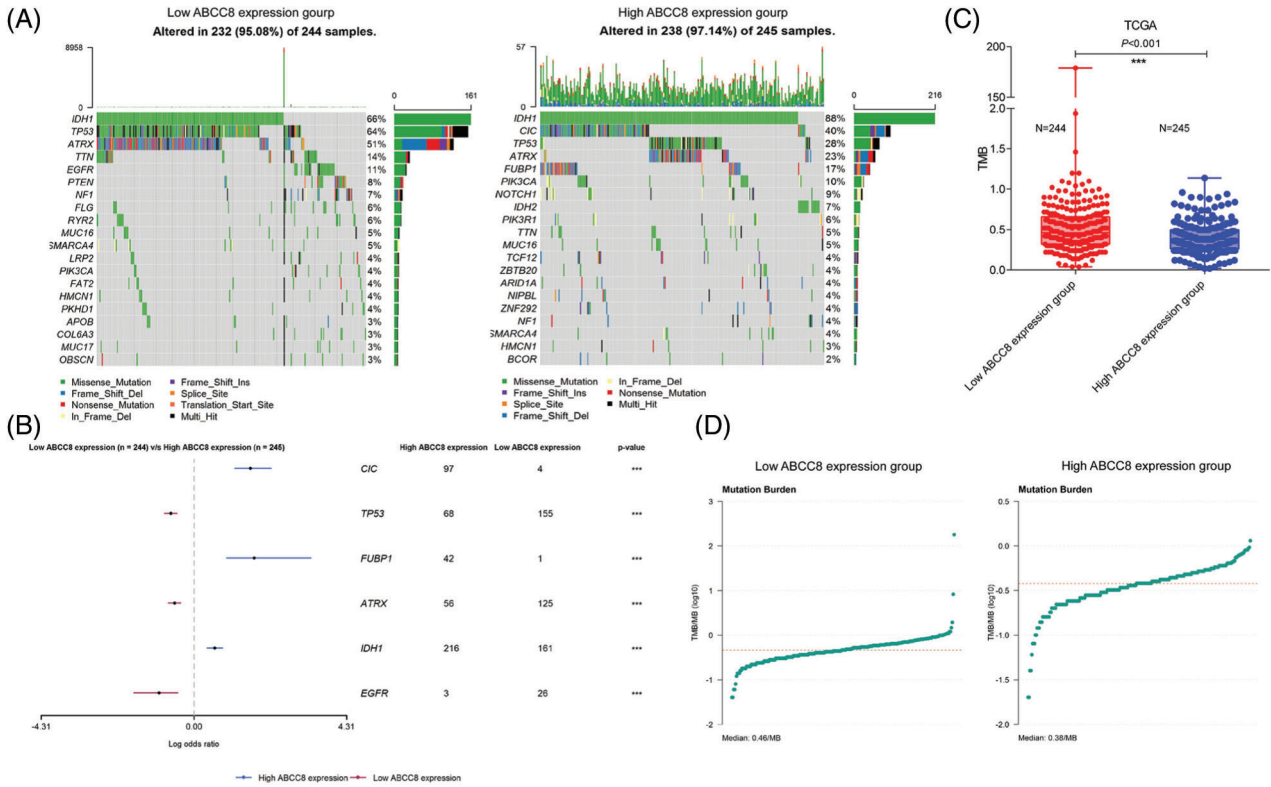 (A)
Low ABCC8 expression gourp
Altered in 232 (95.08%) of 244 samples.
8958
0
0 161
IDH1 66%
TP53 64%
ATRX 51%
TTN 14%
EGFR 11%
PTEN 8%
NF1 7%
FLG 6%
RYR2 6%
MUC16 5%
SMARCA4 5%
LRP2 4%
PIK3CA 4%
FAT2 4%
HMCN1 4%
PKHD1 4%
APOB 3%
COL6A3 3%
MUC17 3%
OBSCN 3%
Missense_Mutation Frame_Shift_Ins
Frame_Shift_Del Splice_Site
Nonsense_Mutation Translation_Start_Site
In_Frame_Del Multi_Hit
High ABCC8 expression gourp
Altered in 238 (97.14%) of 245 samples.
57
0
0 216
IDH1 88%
CIC 40%
TP53 28%
ATRX 23%
FUBP1 17%
PIK3CA 10%
NOTCH1 9%
IDH2 7%
PIK3R1 6%
TTN 5%
MUC16 5%
TCF12 4%
ZBTB20 4%
ARID1A 4%
NIPBL 4%
ZNF292 4%
NF1 4%
SMARCA4 4%
HMCN1 3%
BCOR 2%
Missense_Mutation In_Frame_Del
Frame_Shift_Ins Nonsense_Mutation
Splice_Site Multi_Hit
Frame_Shift_Del
(C)
TCGA
P<0.001
***
200
150
2.0
1.5
1.0
0.5
0.0
TMB
N=244 N=245
Low ABCC8 expression group
High ABCC8 expression group
(B)
Low ABCC8 expression (n = 244) v/s High ABCC8 expression (n = 245) High ABCC8 expression Low ABCC8 expression p-value
CIC 97 4 ***
TP53 68 155 ***
FUBP1 42 1 ***
ATRX 56 125 ***
IDH1 216 161 ***
EGFR 3 26 ***
-4.31 0.00 4.31
Log odds ratio
High ABCC8 expression Low ABCC8 expression
(D)
Low ABCC8 expression group
Mutation Burden
TMB/MB (log10)
3
2
1
0
-1
-2
Median: 0.46/MB
High ABCC8 expression group
Mutation Burden
TMB/MB (log10)
0.5
0.0
-0.5
-1.0
-1.5
-2.0
Median: 0.38/MB